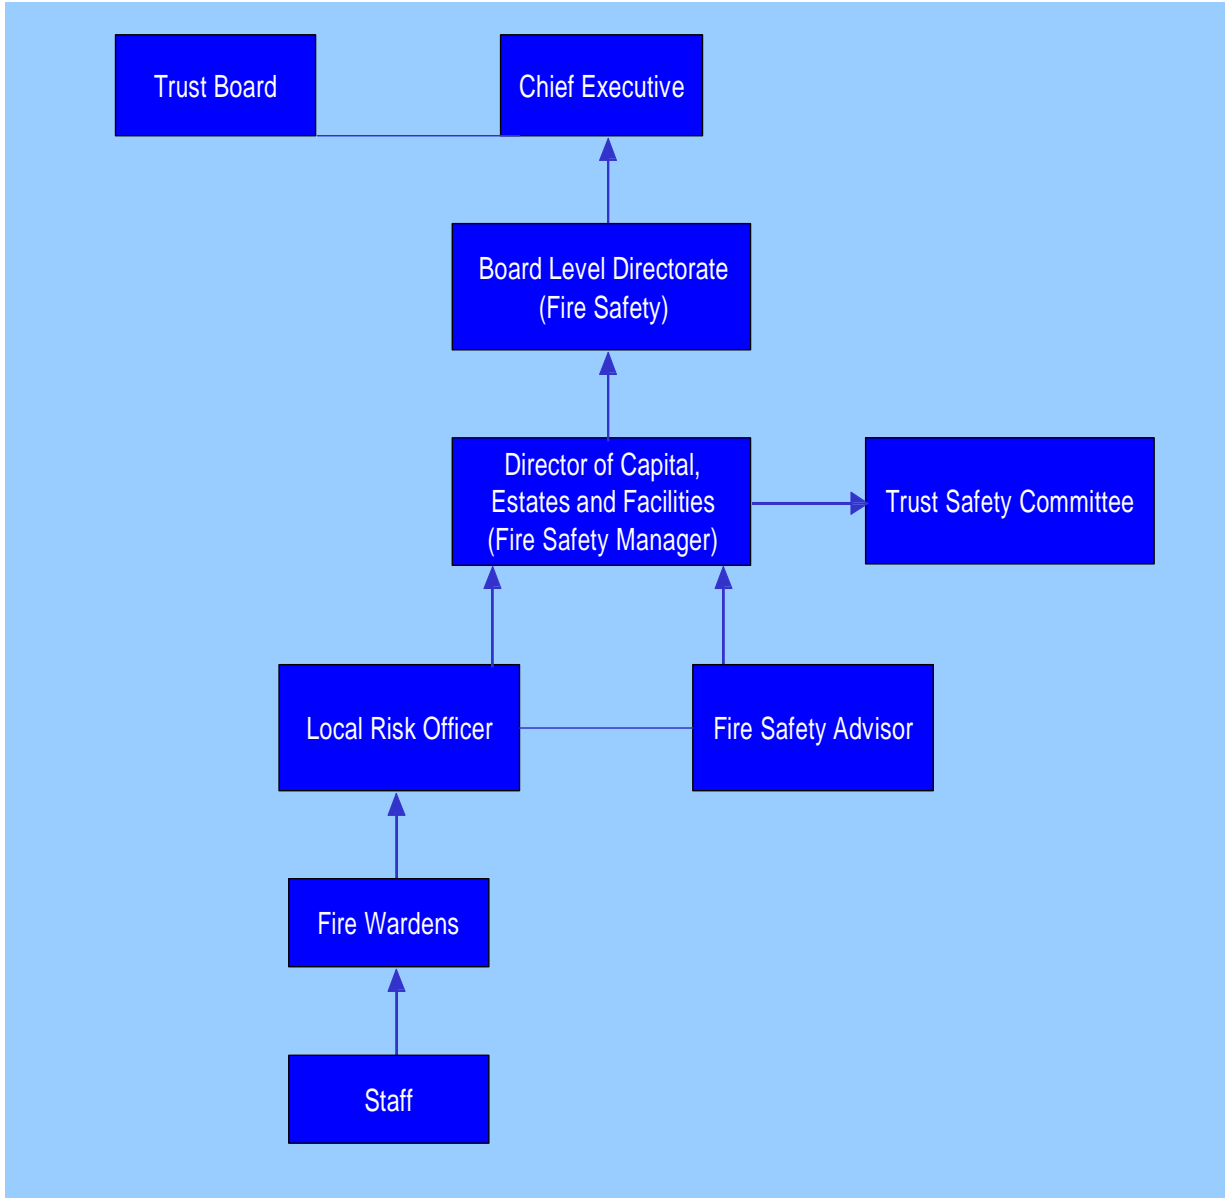 Trust Board
Chief Executive
Board Level Directorate
(Fire Safety)
Director of Capital,
Estates and Facilities
(Fire Safety Manager)
Trust Safety Committee
Local Risk Officer
Fire Safety Advisor
Fire Wardens
Staff